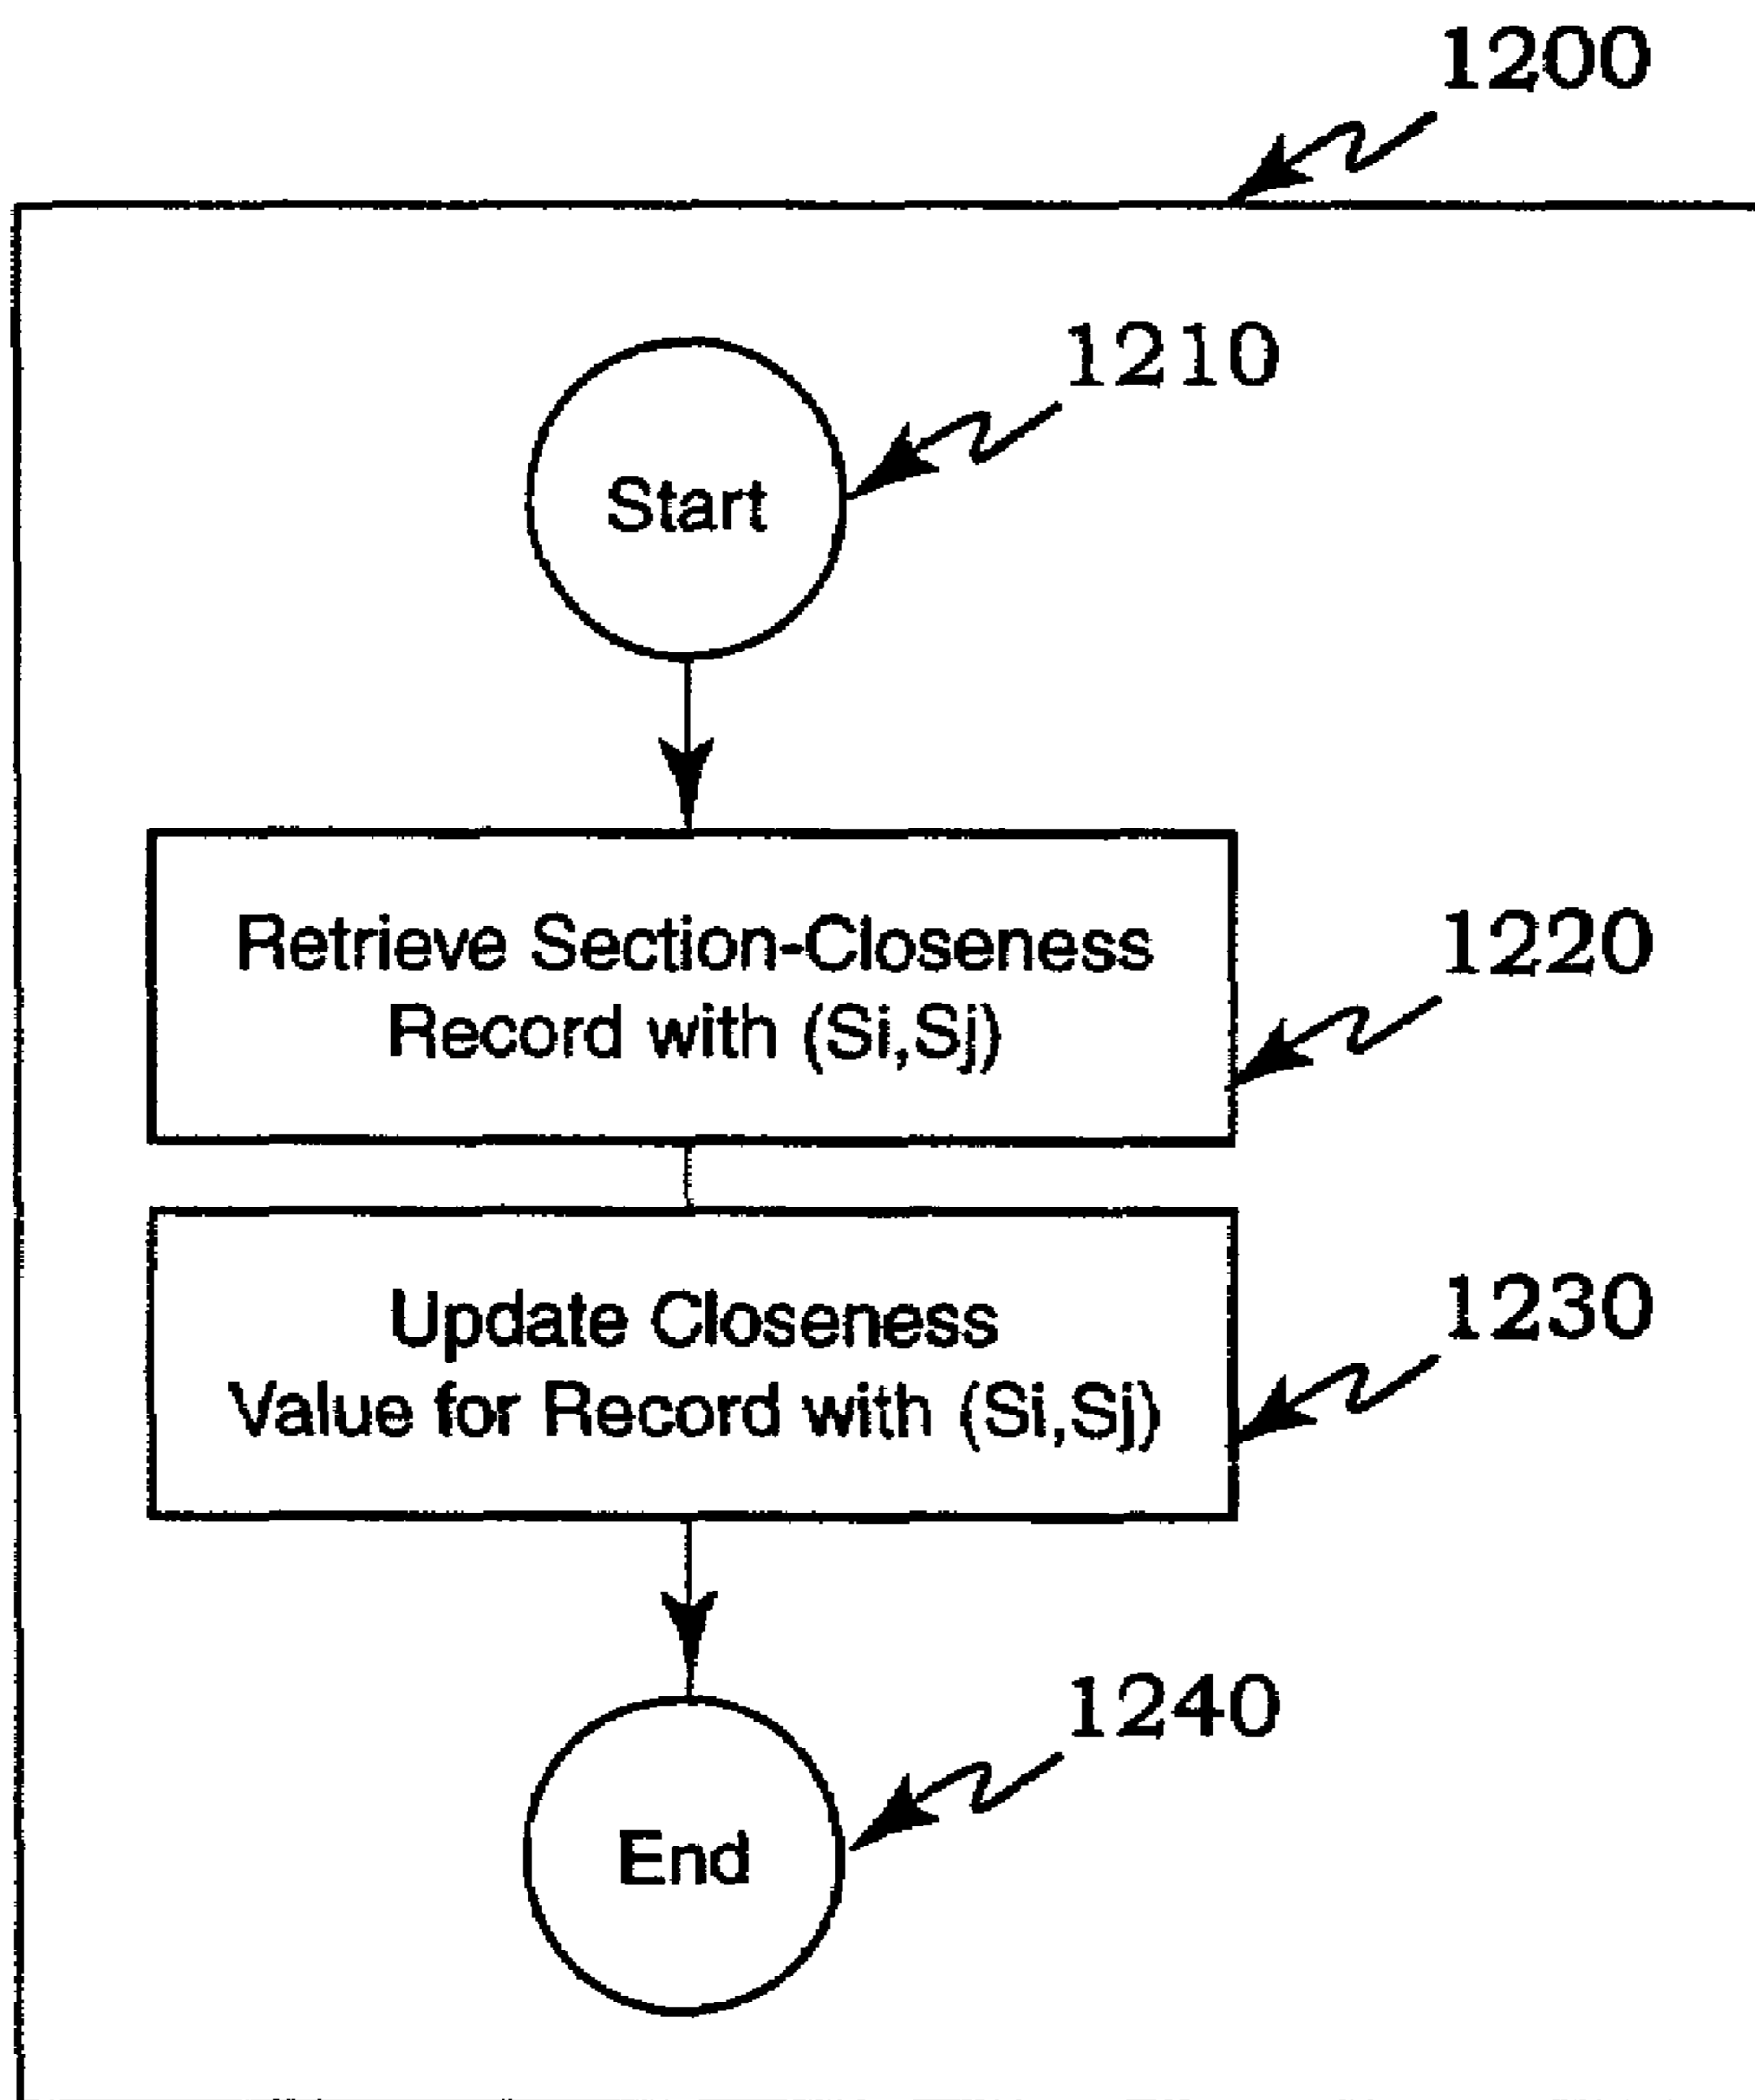 1200
1210
Start
Retrieve Section-Closeness
Record with (Si,Sj)
1220
Update Closeness
Value for Record with (Si,Sj)
1230
1240
End